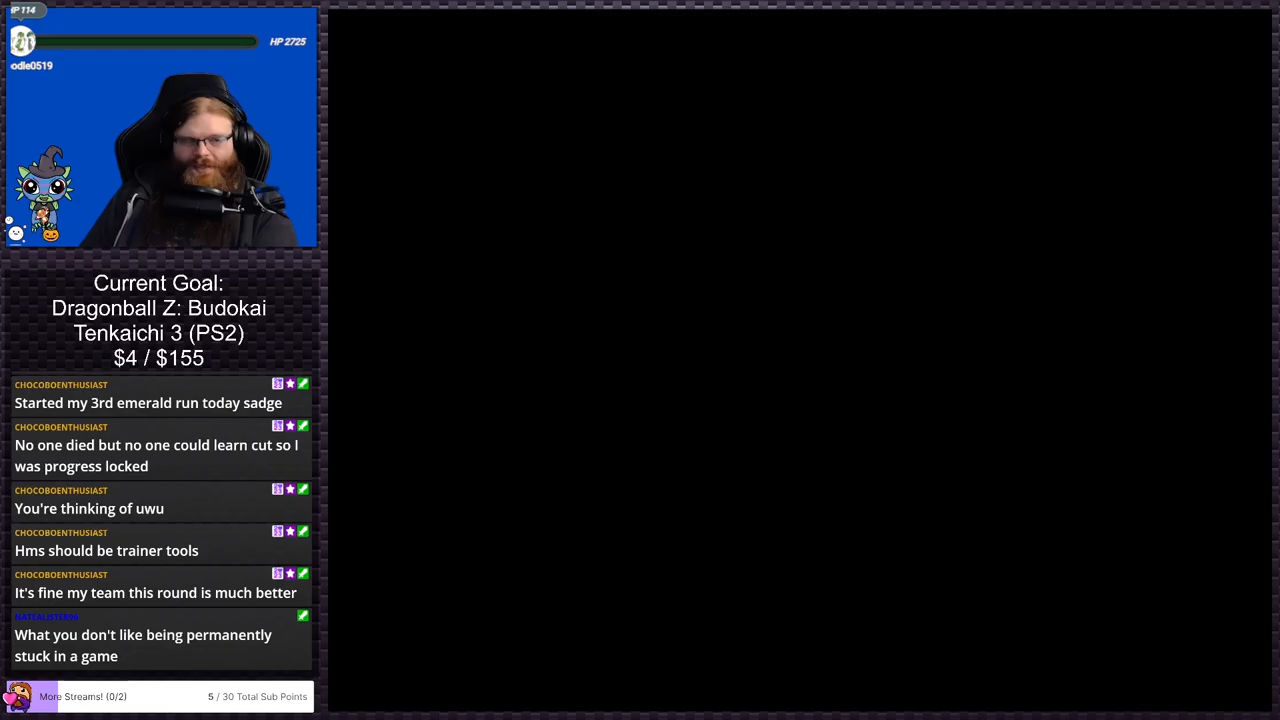 HP 114
HP 2725
odle0519
Current Goal:
Dragonball Z: Budokai
Tenkaichi 3 (PS2)
$4 / $155
CHOCOBOENTHUSIAST
Started my 3rd emerald run today sadge
CHOCOBOENTHUSIAST
No one died but no one could learn cut so I
was progress locked
CHOCOBOENTHUSIAST
You're thinking of uwu
CHOCOBOENTHUSIAST
Hms should be trainer tools
CHOCOBOENTHUSIAST
It's fine my team this round is much better
What you don't like being permanently
stuck in a game
More Streams! (0/2)
5 / 30 Total Sub Points